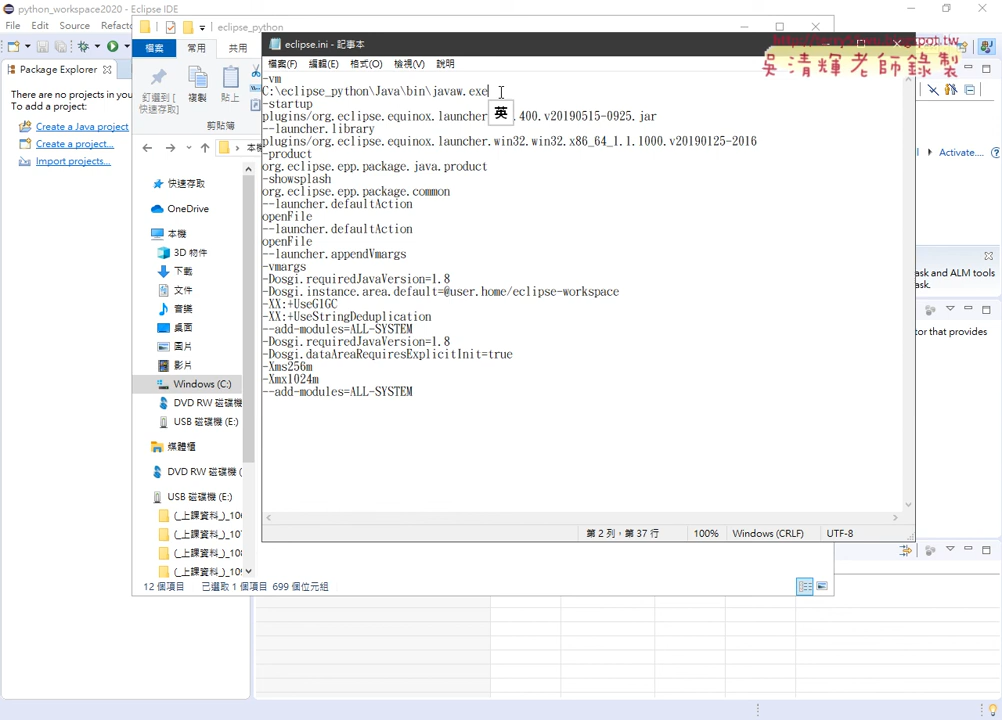 python_workspace2020 - Eclipse IDE
File Edit Source Refacto
Package Explorer
There are no projects in you
To add a project:
Create a Java project
Create a project...
Import projects...
eclipse_python
檔案 常用 共用
釘選到 [
快速存取]
複製
貼上
剪貼簿
快速存取
OneDrive
本機
3D 物件
下載
文件
音樂
桌面
圖片
影片
Windows (C:)
DVD RW 磁碟機
USB 磁碟機 (E:)
媒體櫃
DVD RW 磁碟機 (
USB 磁碟機 (E:)
(_上課資料_)_106
(_上課資料_)_107
(_上課資料_)_108
(_上課資料_)_109
12 個項目 已選取 1 個項目 699 個位元組
eclipse.ini - 記事本
檔案(F) 編輯(E) 格式(O) 檢視(V) 說明
-vm
C:\eclipse_python\Java\bin\javaw.exe
英
-startup
plugins/org.eclipse.equinox.launcher
.400.v20190515-0925.jar
--launcher.library
plugins/org.eclipse.equinox.launcher.win32.win32.x86_64_1.1.1000.v20190125-2016
-product
org.eclipse.epp.package.java.product
-showsplash
org.eclipse.epp.package.common
--launcher.defaultAction
openFile
--launcher.defaultAction
openFile
--launcher.appendVmargs
-vmargs
-Dosgi.requiredJavaVersion=1.8
-Dosgi.instance.area.default=@user.home/eclipse-workspace
-XX:+UseG1GC
-XX:+UseStringDeduplication
--add-modules=ALL-SYSTEM
-Dosgi.requiredJavaVersion=1.8
-Dosgi.dataAreaRequiresExplicitInit=true
-Xms256m
-Xmx1024m
--add-modules=ALL-SYSTEM
第 2 列，第 37 行 100% Windows (CRLF) UTF-8
吳清輝老師錄製
Activate...
ask and ALM tools
ask.
tor that provides